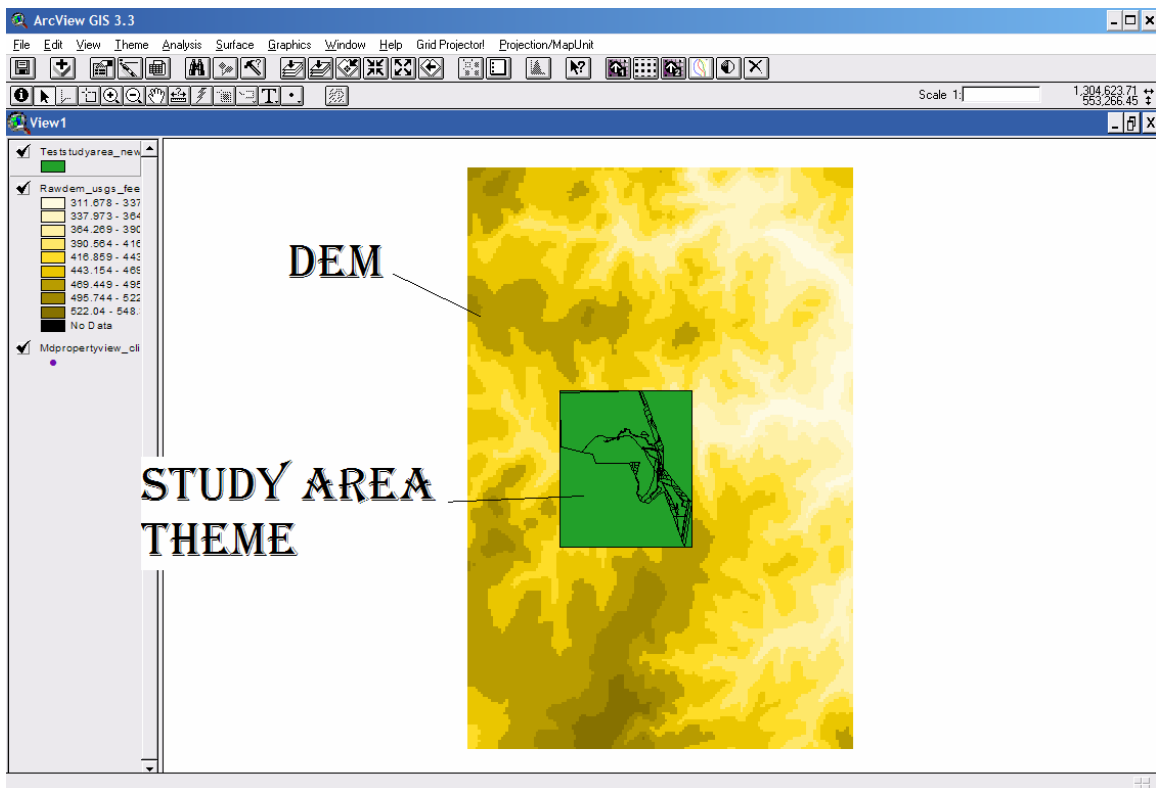 ArcView GIS 3.3
File Edit View Theme Analysis Surface Graphics Window Help Grid Projector! Projection/MapUnit
Scale 1:
1,304,623.71
553,266.45
View1
Teststudyarea_new
Rawdem_usgs_fee
311.678 - 337
337.973 - 364
364.269 - 390
390.564 - 416
416.859 - 443
443.154 - 469
469.449 - 495
495.744 - 522
522.04 - 548.
No Data
Mdpropertyview_cli
DEM
STUDY AREA
THEME